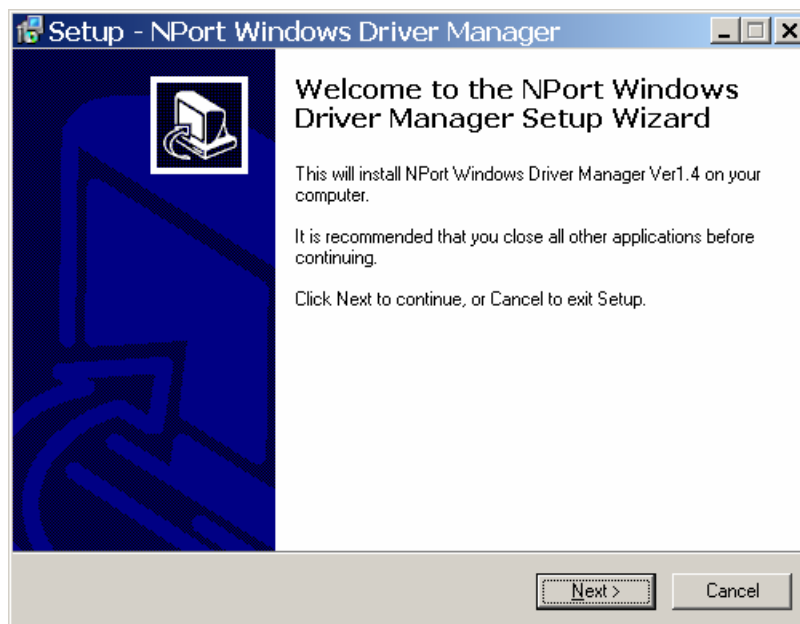 Setup - NPort Windows Driver Manager
Welcome to the NPort Windows
Driver Manager Setup Wizard
This will install NPort Windows Driver Manager Ver1.4 on your
computer.
It is recommended that you close all other applications before
continuing.
Click Next to continue, or Cancel to exit Setup.
Next >
Cancel